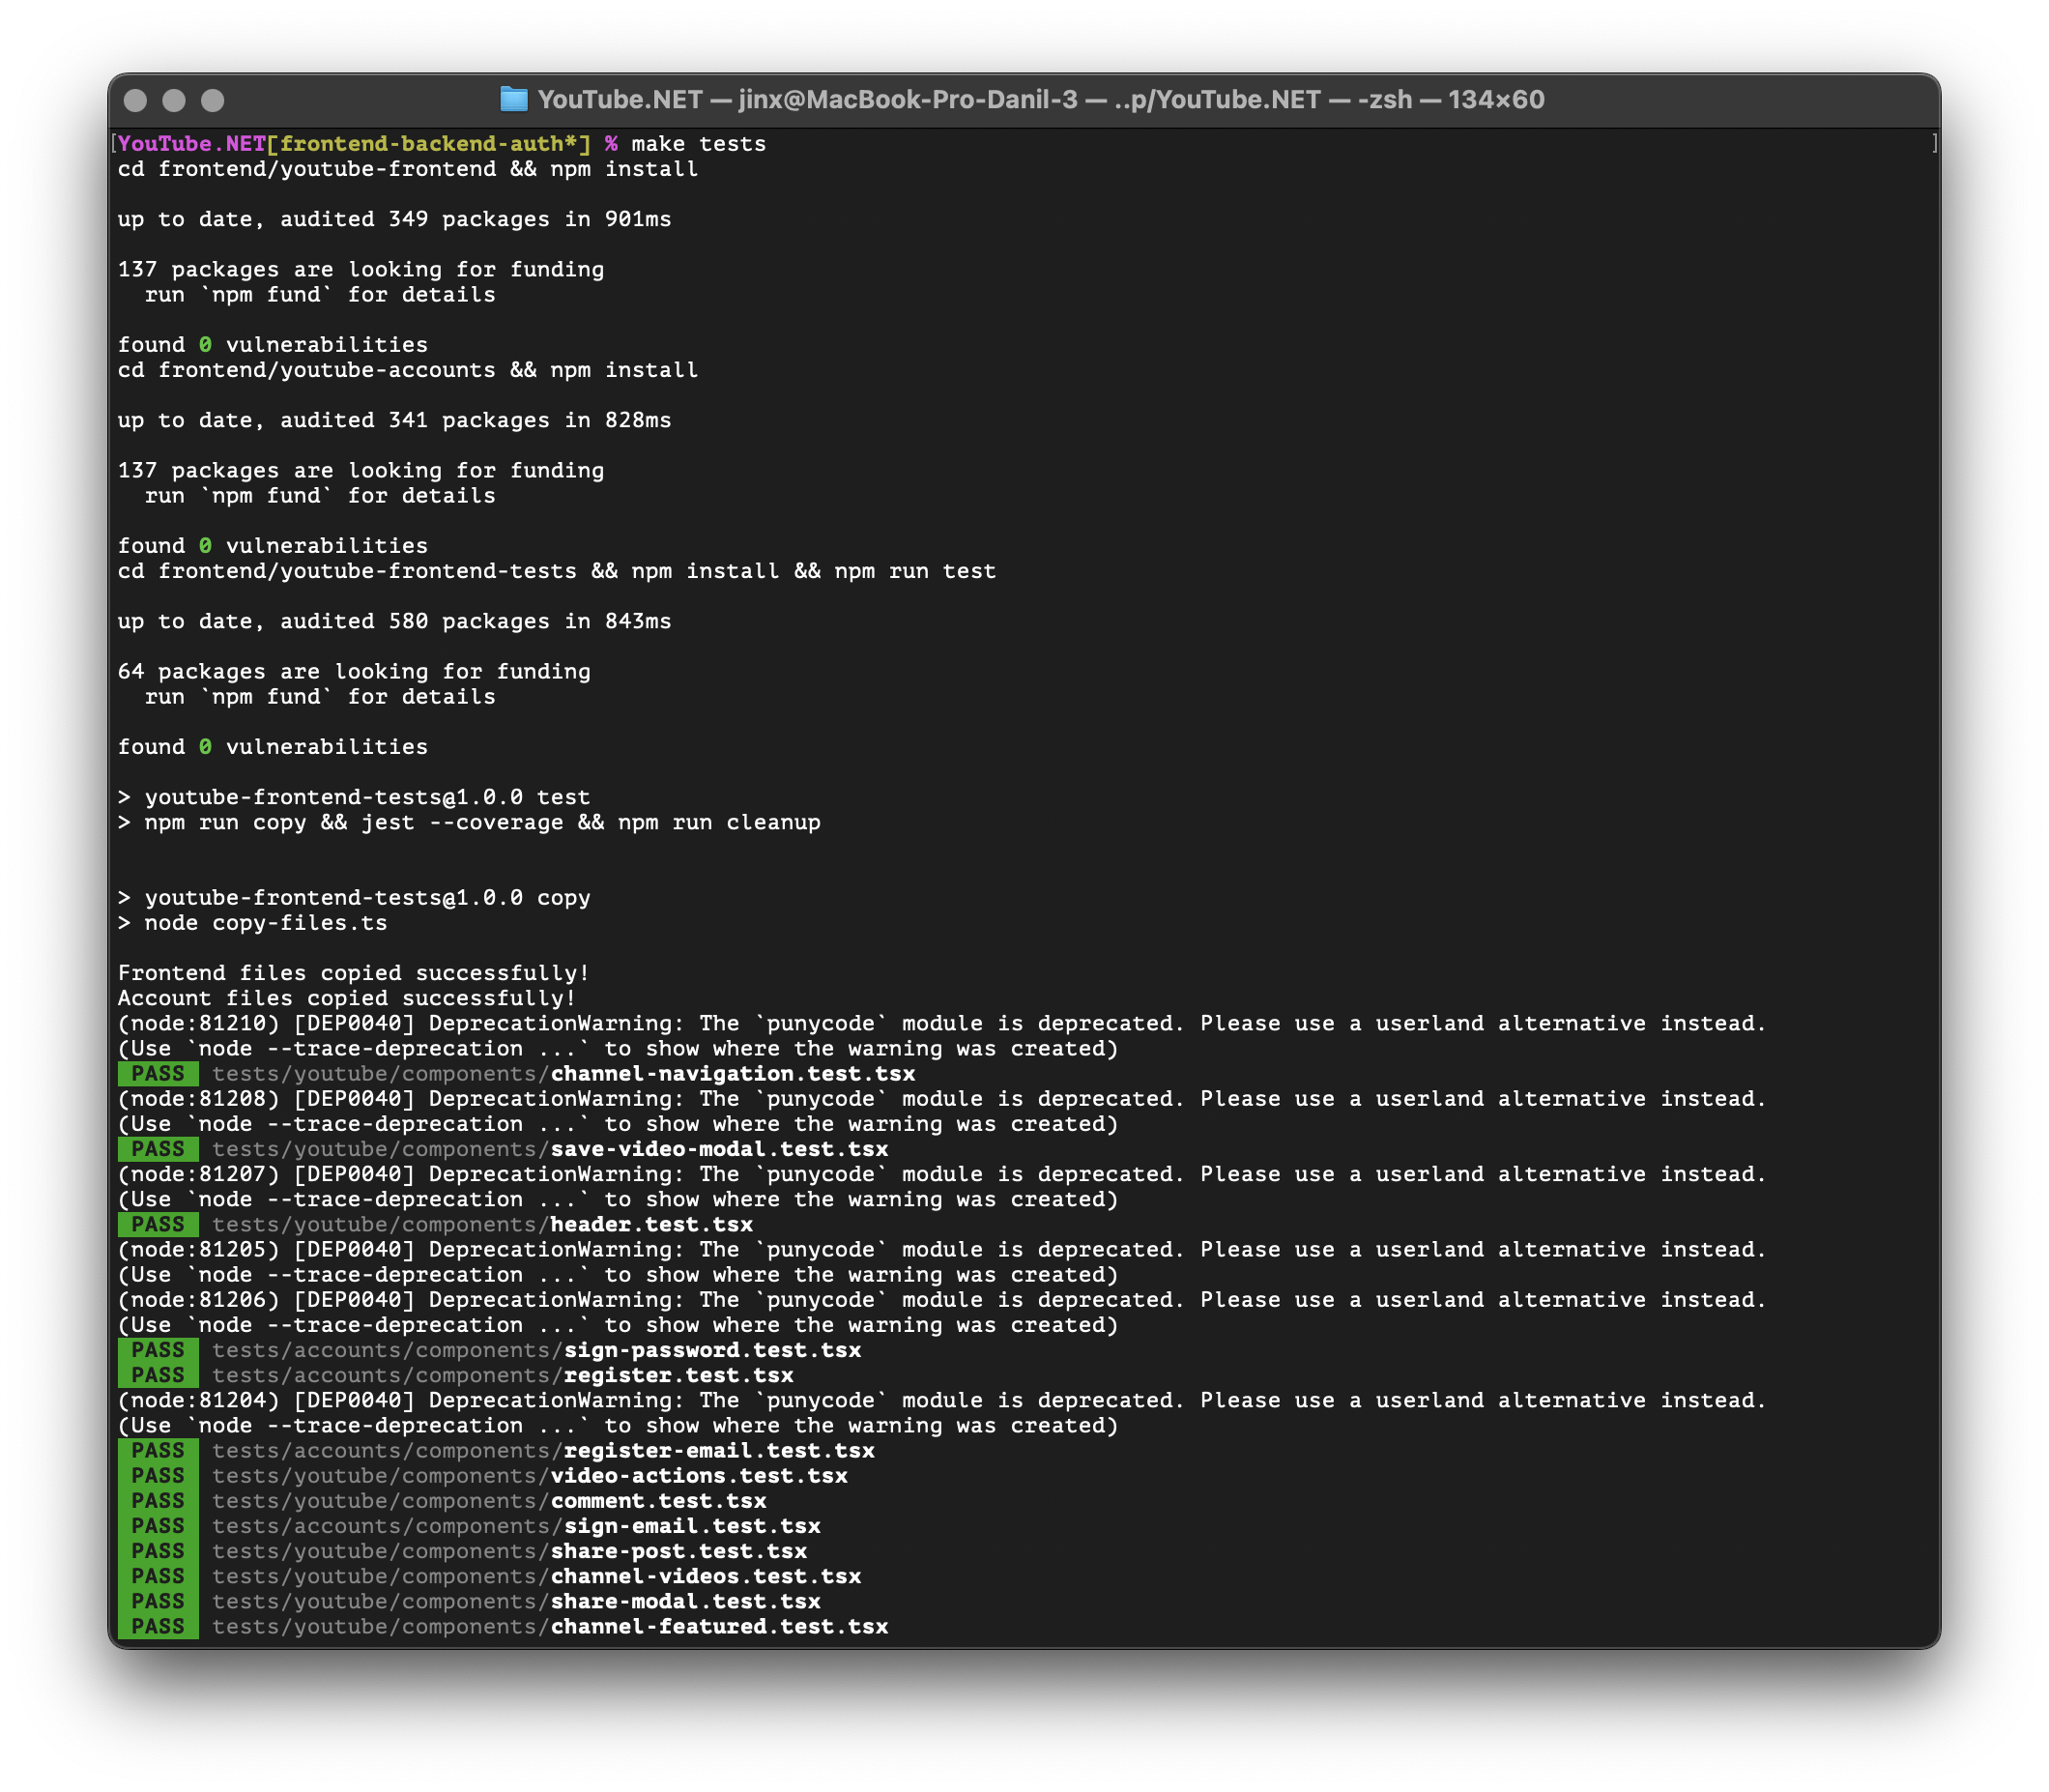 YouTube.NET — jinx@MacBook-Pro-Danil-3 — ..p/YouTube.NET — -zsh — 134×60
[YouTube.NET[frontend-backend-auth*] % make tests ]
cd frontend/youtube-frontend && npm install
up to date, audited 349 packages in 901ms
137 packages are looking for funding
  run `npm fund` for details
found 0 vulnerabilities
cd frontend/youtube-accounts && npm install
up to date, audited 341 packages in 828ms
137 packages are looking for funding
  run `npm fund` for details
found 0 vulnerabilities
cd frontend/youtube-frontend-tests && npm install && npm run test
up to date, audited 580 packages in 843ms
64 packages are looking for funding
  run `npm fund` for details
found 0 vulnerabilities
> youtube-frontend-tests@1.0.0 test
> npm run copy && jest --coverage && npm run cleanup
> youtube-frontend-tests@1.0.0 copy
> node copy-files.ts
Frontend files copied successfully!
Account files copied successfully!
(node:81210) [DEP0040] DeprecationWarning: The `punycode` module is deprecated. Please use a userland alternative instead.
(Use `node --trace-deprecation ...` to show where the warning was created)
PASS tests/youtube/components/channel-navigation.test.tsx
(node:81208) [DEP0040] DeprecationWarning: The `punycode` module is deprecated. Please use a userland alternative instead.
(Use `node --trace-deprecation ...` to show where the warning was created)
PASS tests/youtube/components/save-video-modal.test.tsx
(node:81207) [DEP0040] DeprecationWarning: The `punycode` module is deprecated. Please use a userland alternative instead.
(Use `node --trace-deprecation ...` to show where the warning was created)
PASS tests/youtube/components/header.test.tsx
(node:81205) [DEP0040] DeprecationWarning: The `punycode` module is deprecated. Please use a userland alternative instead.
(Use `node --trace-deprecation ...` to show where the warning was created)
(node:81206) [DEP0040] DeprecationWarning: The `punycode` module is deprecated. Please use a userland alternative instead.
(Use `node --trace-deprecation ...` to show where the warning was created)
PASS tests/accounts/components/sign-password.test.tsx
PASS tests/accounts/components/register.test.tsx
(node:81204) [DEP0040] DeprecationWarning: The `punycode` module is deprecated. Please use a userland alternative instead.
(Use `node --trace-deprecation ...` to show where the warning was created)
PASS tests/accounts/components/register-email.test.tsx
PASS tests/youtube/components/video-actions.test.tsx
PASS tests/youtube/components/comment.test.tsx
PASS tests/accounts/components/sign-email.test.tsx
PASS tests/youtube/components/share-post.test.tsx
PASS tests/youtube/components/channel-videos.test.tsx
PASS tests/youtube/components/share-modal.test.tsx
PASS tests/youtube/components/channel-featured.test.tsx